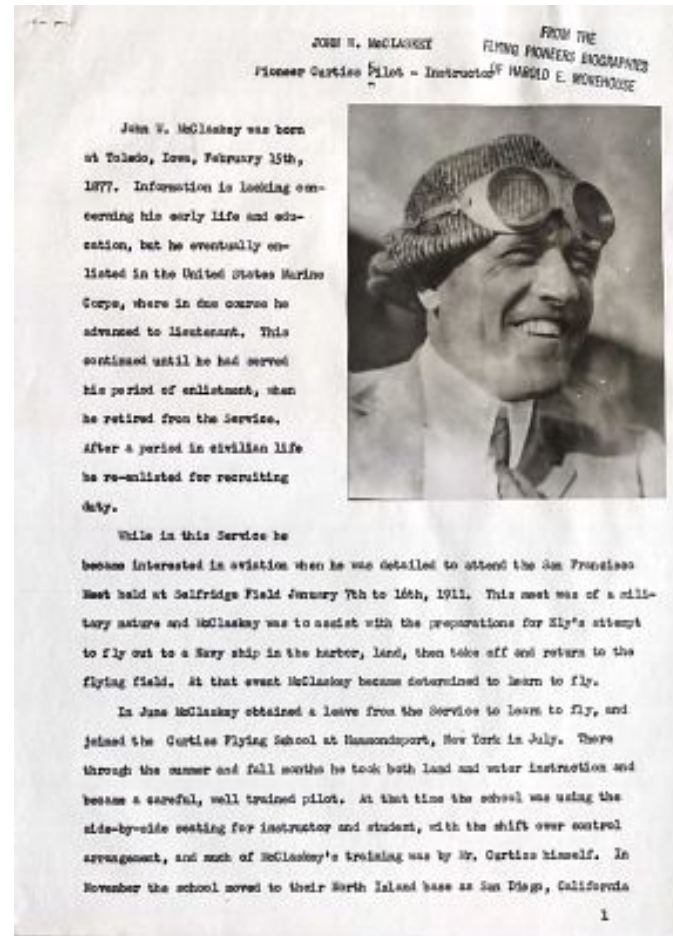 JOHN W. McCLASKEY
FROM THE
FLYING PIONEERS BIOGRAPHIES
OF HAROLD E. MOREHOUSE
Pioneer Curtiss Pilot - Instructor
John W. McClaskey was born
at Toledo, Iowa, February 15th,
1877. Information is lacking con-
cerning his early life and edu-
cation, but he eventually en-
listed in the United States Marine
Corps, where in due course he
advanced to lieutenant. This
continued until he had served
his period of enlistment, when
he retired from the Service.
After a period in civilian life
he re-enlisted for recruiting
duty.
While in this Service he
became interested in aviation when he was detailed to attend the San Francisco
Meet held at Selfridge Field January 7th to 16th, 1911. This meet was of a mili-
tary nature and McClaskey was to assist with the preparations for Ely's attempt
to fly out to a Navy ship in the harbor, land, then take off and return to the
flying field. At that event McClaskey became determined to learn to fly.
In June McClaskey obtained a leave from the Service to learn to fly, and
joined the Curtiss Flying School at Hammondsport, New York in July. There
through the summer and fall months he took both land and water instruction and
became a careful, well trained pilot. At that time the school was using the
side-by-side seating for instructor and student, with the shift over control
arrangement, and much of McClaskey's training was by Mr. Curtiss himself. In
November the school moved to their North Island base as San Diego, California
1